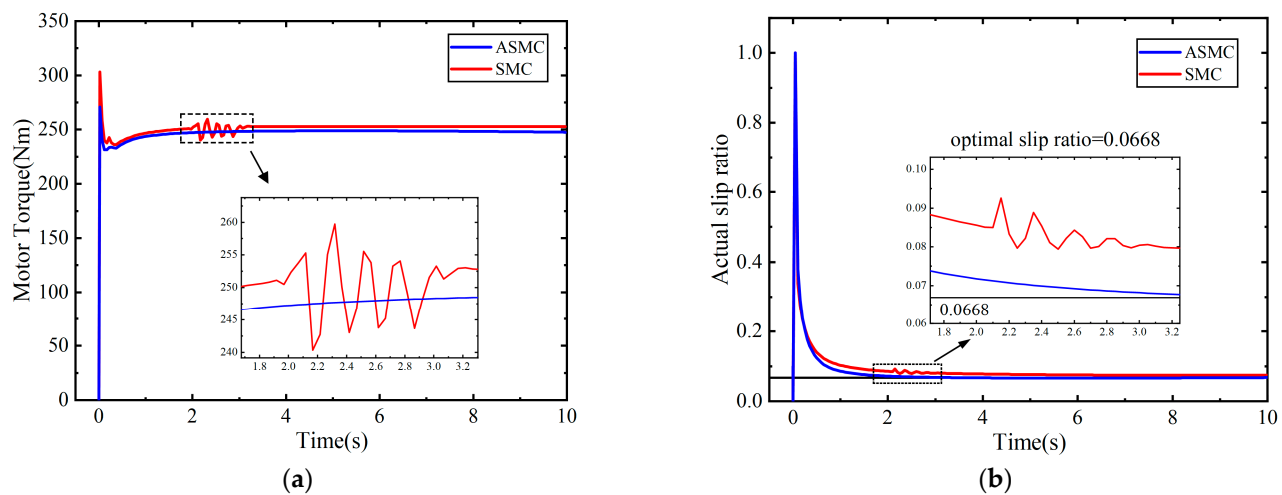 350
300
250
200
150
100
50
0
Motor Torque(Nm)
ASMC
SMC
260
255
250
245
240
1.8 2.0 2.2 2.4 2.6 2.8 3.0 3.2
0 2 4 6 8 10
Time(s)
(a)
1.0
0.8
0.6
0.4
0.2
0.0
Actual slip ratio
ASMC
SMC
optimal slip ratio=0.0668
0.10
0.09
0.08
0.07
0.06
0.0668
1.8 2.0 2.2 2.4 2.6 2.8 3.0 3.2
0 2 4 6 8 10
Time(s)
(b)